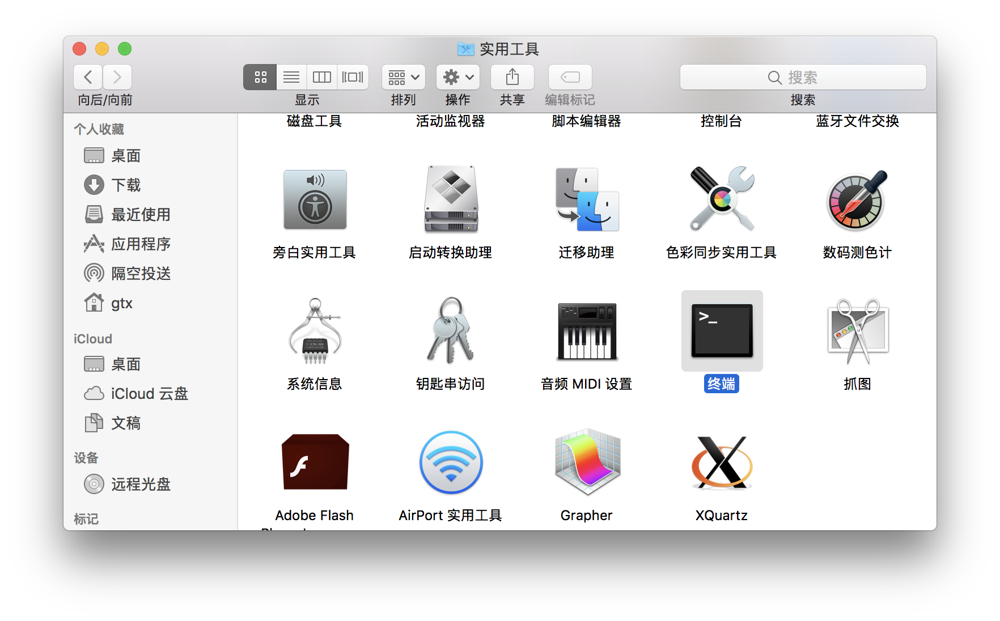 实用工具
向后/向前
显示
排列
操作
共享
编辑标记
搜索
搜索
个人收藏
桌面
下载
最近使用
应用程序
隔空投送
gtx
iCloud
桌面
iCloud 云盘
文稿
设备
远程光盘
标记
磁盘工具
活动监视器
脚本编辑器
控制台
蓝牙文件交换
旁白实用工具
启动转换助理
迁移助理
色彩同步实用工具
数码测色计
系统信息
钥匙串访问
音频 MIDI 设置
>_
终端
抓图
Adobe Flash
AirPort 实用工具
Grapher
XQuartz